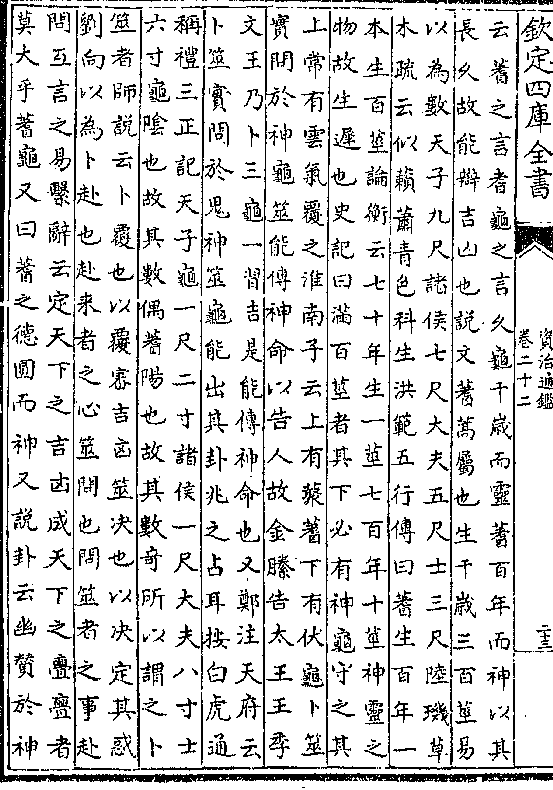 欽定四庫全書
資治通鑑
卷二十二
云蓍之言者龜之言久龜千歲而靈蓍百年而神以其
長久故能辨吉凶也說文蓍蒿屬也生千歲三百莖易
以為數天子九尺諸侯七尺大夫五尺士三尺陸璣草
木疏云似藾蕭青色科生洪範五行傳曰蓍生百年一
本生百莖論衡云七十年生一莖七百年十莖神靈之
物故生遲也史記曰滿百莖者其下必有神龜守之其
上常有雲氣覆之淮南子云上有藂蓍下有伏龜卜筮
實問於神龜筮能傳神命以告人故金縢告太王王季
文王乃卜三龜一習吉是能傳神命也又鄭注天府云
卜筮實問於鬼神筮龜能出其卦兆之占耳按白虎通
稱禮三正記天子龜一尺二寸諸侯一尺大夫八寸士
六寸龜陰也故其數偶蓍陽也故其數奇所以謂之卜
筮者師說云卜覆也以覆審吉凶筮決也以決定其惑
劉向以為卜赴也赴来者之心筮問也問筮者之事赴
問互言之易繫辭云定天下之吉凶成天下之亹亹者
莫大乎蓍龜又曰蓍之德圓而神又說卦云幽贊於神